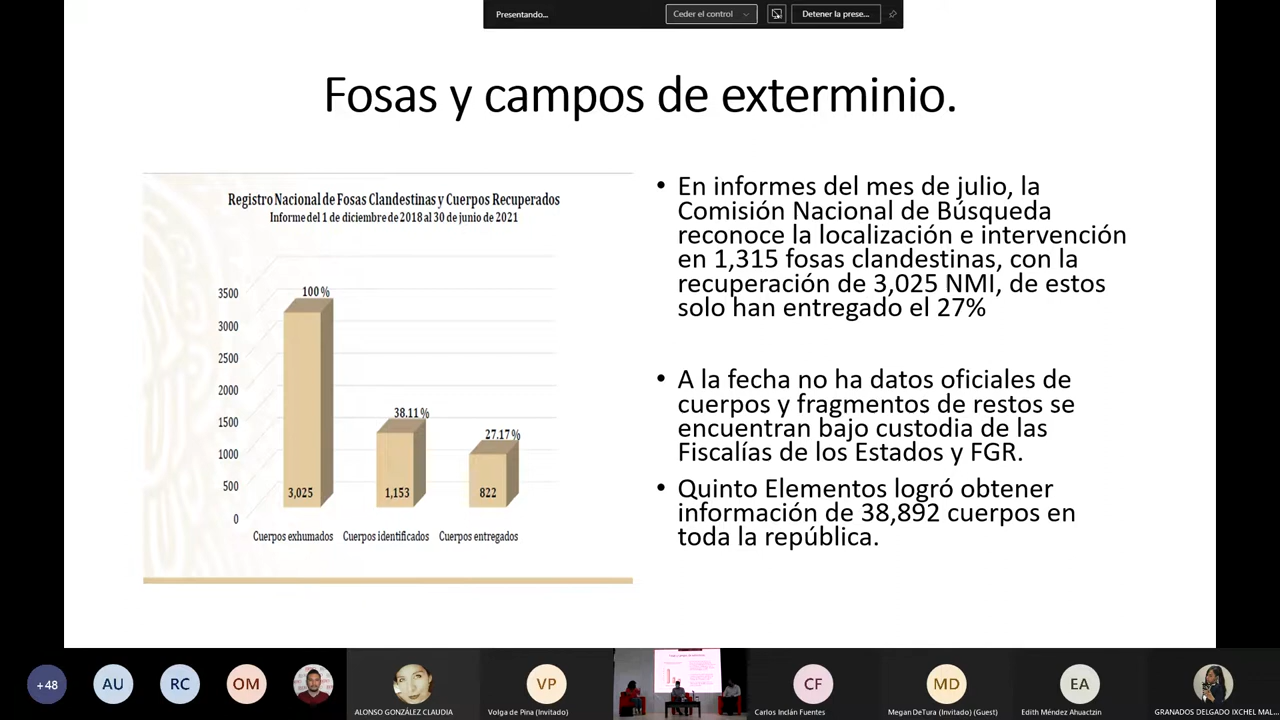 Presentando...
Ceder el control
Detener la prese...
Fosas y campos de exterminio.
Registro Nacional de Fosas Clandestinas y Cuerpos Recuperados
Informe del 1 de diciembre de 2018 al 30 de junio de 2021
3500
3000
2500
2000
1500
1000
500
0
100 %
38.11 %
27.17 %
3,025
1,153
822
Cuerpos exhumados
Cuerpos identificados
Cuerpos entregados
• En informes del mes de julio, la
Comisión Nacional de Búsqueda
reconoce la localización e intervención
en 1,315 fosas clandestinas, con la
recuperación de 3,025 NMI, de estos
solo han entregado el 27%
• A la fecha no ha datos oficiales de
cuerpos y fragmentos de restos se
encuentran bajo custodia de las
Fiscalías de los Estados y FGR.
• Quinto Elementos logró obtener
información de 38,892 cuerpos en
toda la república.
+48
AU
RC
OM
ALONSO GONZÁLEZ CLAUDIA
VP
Volga de Pina (Invitado)
CF
Carlos Inclán Fuentes
MD
Megan DeTura (Invitado) (Guest)
EA
Edith Méndez Ahuactzin
GRANADOS DELGADO IXCHEL MAL...